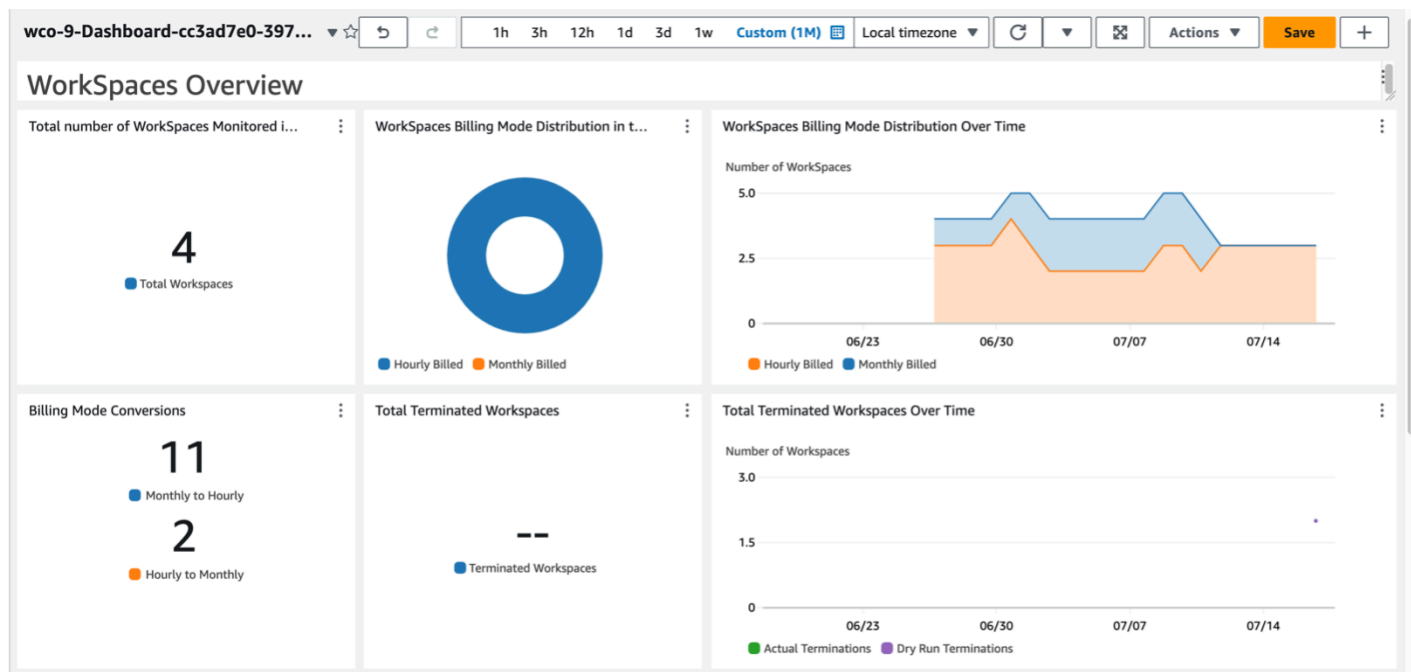 wco-9-Dashboard-cc3ad7e0-397...
1h 3h 12h 1d 3d 1w Custom (1M) Local timezone Actions Save
WorkSpaces Overview
Total number of WorkSpaces Monitored i...
4
Total Workspaces
WorkSpaces Billing Mode Distribution in t...
Hourly Billed Monthly Billed
WorkSpaces Billing Mode Distribution Over Time
Number of WorkSpaces
5.0
2.5
0
06/23 06/30 07/07 07/14
Hourly Billed Monthly Billed
Billing Mode Conversions
11
Monthly to Hourly
2
Hourly to Monthly
Total Terminated Workspaces
--
Terminated Workspaces
Total Terminated Workspaces Over Time
Number of Workspaces
3.0
1.5
0
06/23 06/30 07/07 07/14
Actual Terminations Dry Run Terminations